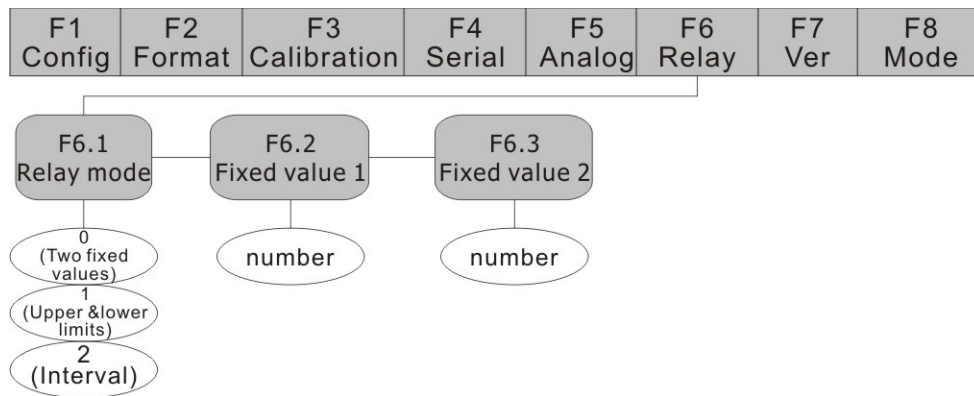 F1 F2 F3 F4 F5 F6 F7 F8
Config Format Calibration Serial Analog Relay Ver Mode
F6.1 F6.2 F6.3
Relay mode Fixed value 1 Fixed value 2
0
(Two fixed
values)
number number
1
(Upper &lower
limits)
2
(Interval)